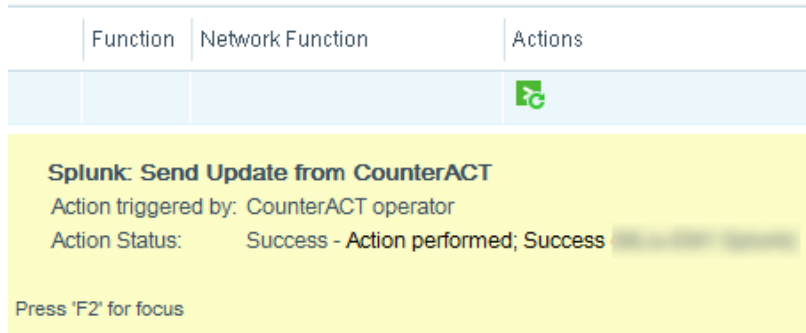 Function Network Function Actions
Splunk: Send Update from CounterACT
Action triggered by: CounterACT operator
Action Status: Success - Action performed; Success
Press 'F2' for focus